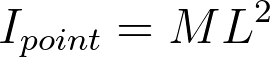 I_{point} = ML^2